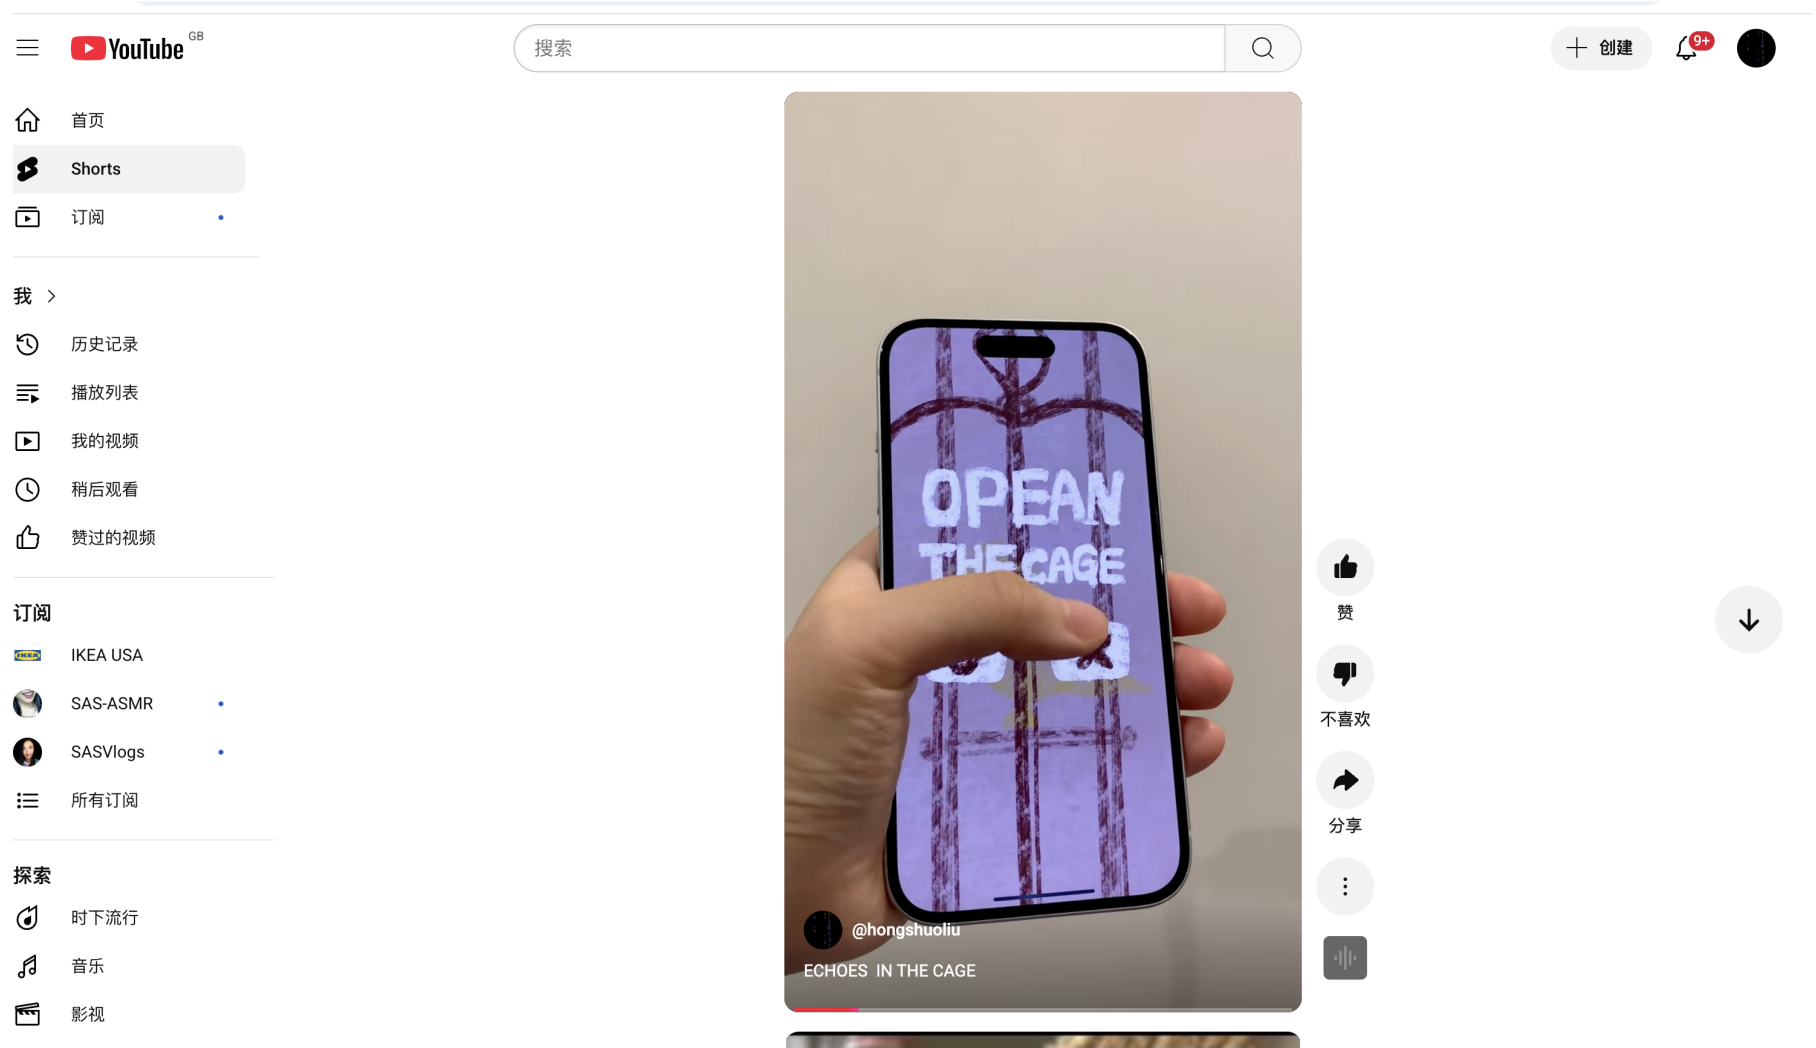 YouTube GB
搜索
创建
9+
首页
Shorts
订阅
我
历史记录
播放列表
我的视频
稍后观看
赞过的视频
订阅
IKEA
IKEA USA
SAS-ASMR
SASVlogs
所有订阅
探索
时下流行
音乐
影视
OPEAN
THE CAGE
@hongshuoliu
ECHOES IN THE CAGE
赞
不喜欢
分享